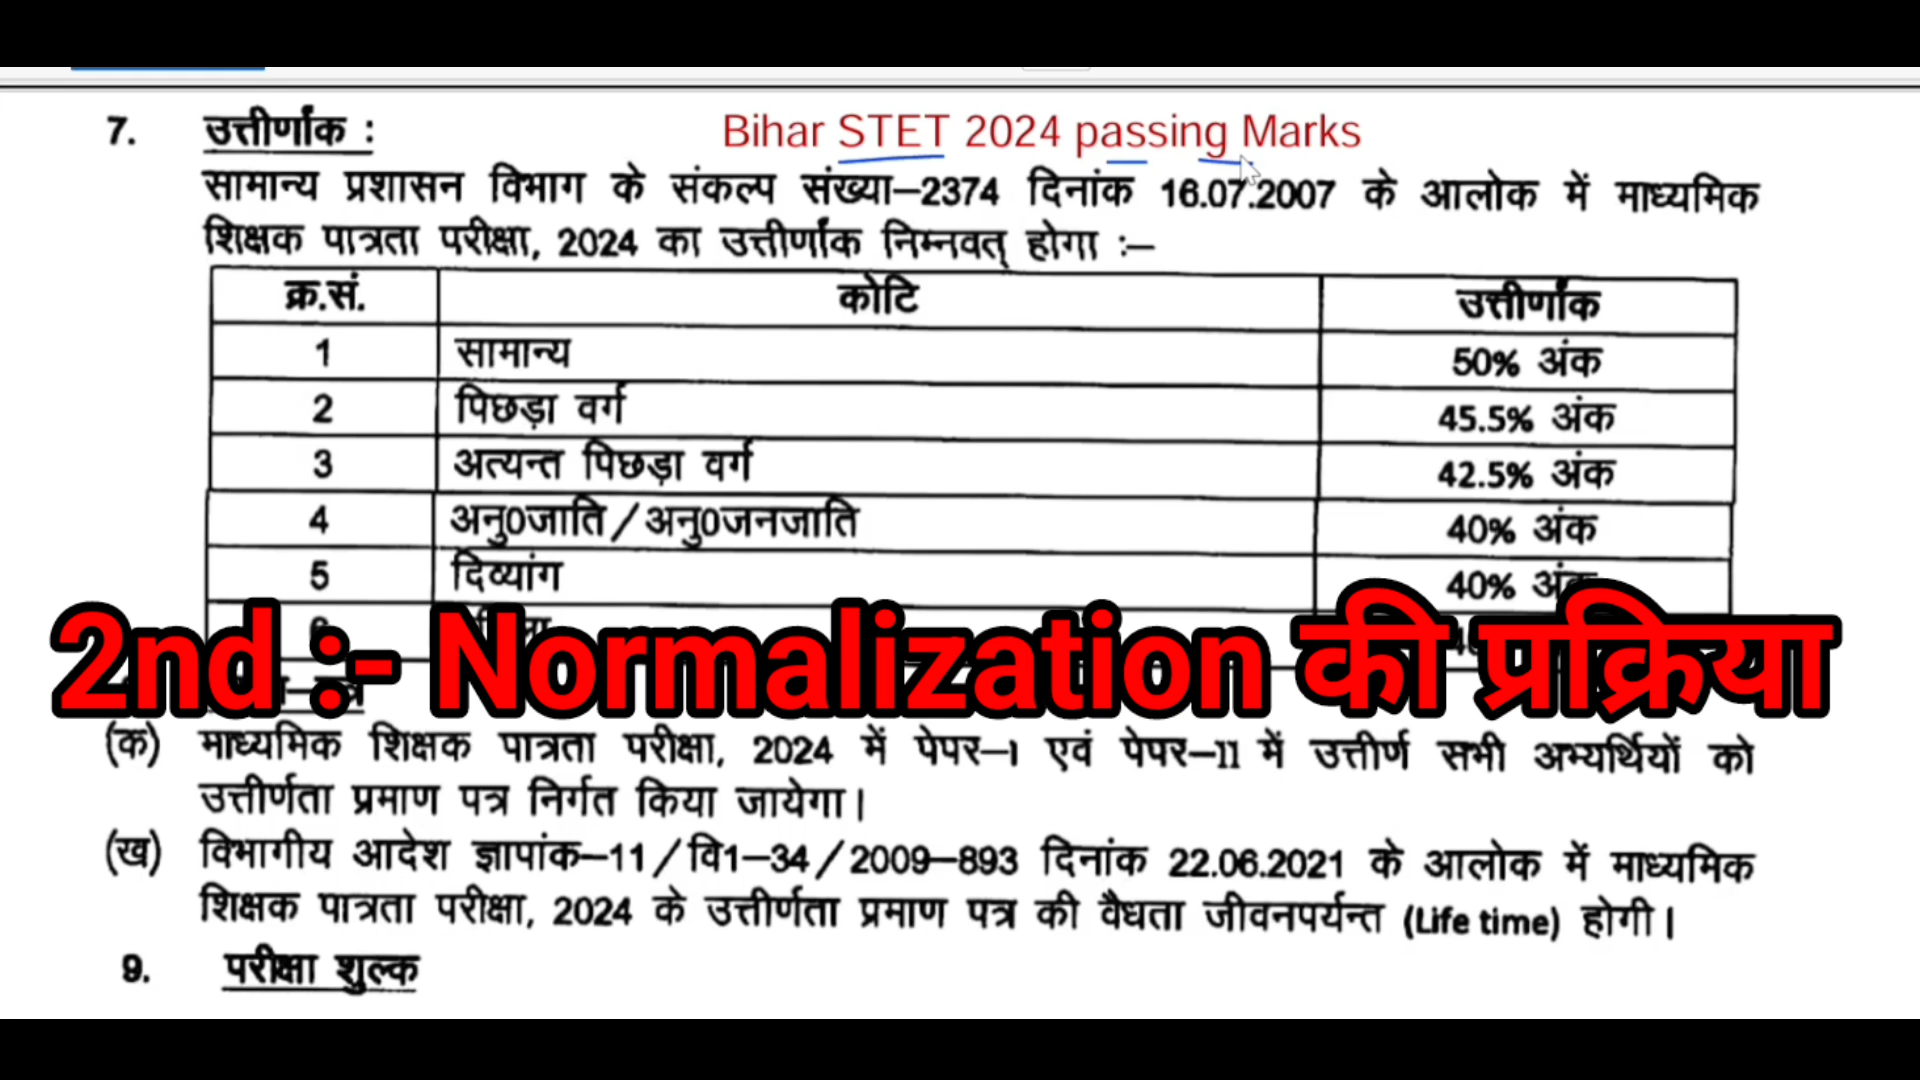 7. उत्तीर्णांक : Bihar STET 2024 passing Marks
सामान्य प्रशासन विभाग के संकल्प संख्या–2374 दिनांक 16.07.2007 के आलोक में माध्यमिक
शिक्षक पात्रता परीक्षा, 2024 का उत्तीर्णांक निम्नवत् होगा :–
क्र.सं. कोटि उत्तीर्णांक
1 सामान्य 50% अंक
2 पिछड़ा वर्ग 45.5% अंक
3 अत्यन्त पिछड़ा वर्ग 42.5% अंक
4 अनु0जाति/अनु0जनजाति 40% अंक
5 दिव्यांग 40% अंक
2nd :- Normalization की प्रक्रिया
(क) माध्यमिक शिक्षक पात्रता परीक्षा, 2024 में पेपर–I एवं पेपर–II में उत्तीर्ण सभी अभ्यर्थियों को
उत्तीर्णता प्रमाण पत्र निर्गत किया जायेगा।
(ख) विभागीय आदेश ज्ञापांक–11/वि1–34/2009–893 दिनांक 22.06.2021 के आलोक में माध्यमिक
शिक्षक पात्रता परीक्षा, 2024 के उत्तीर्णता प्रमाण पत्र की वैधता जीवनपर्यन्त (Life time) होगी।
9. परीक्षा शुल्क